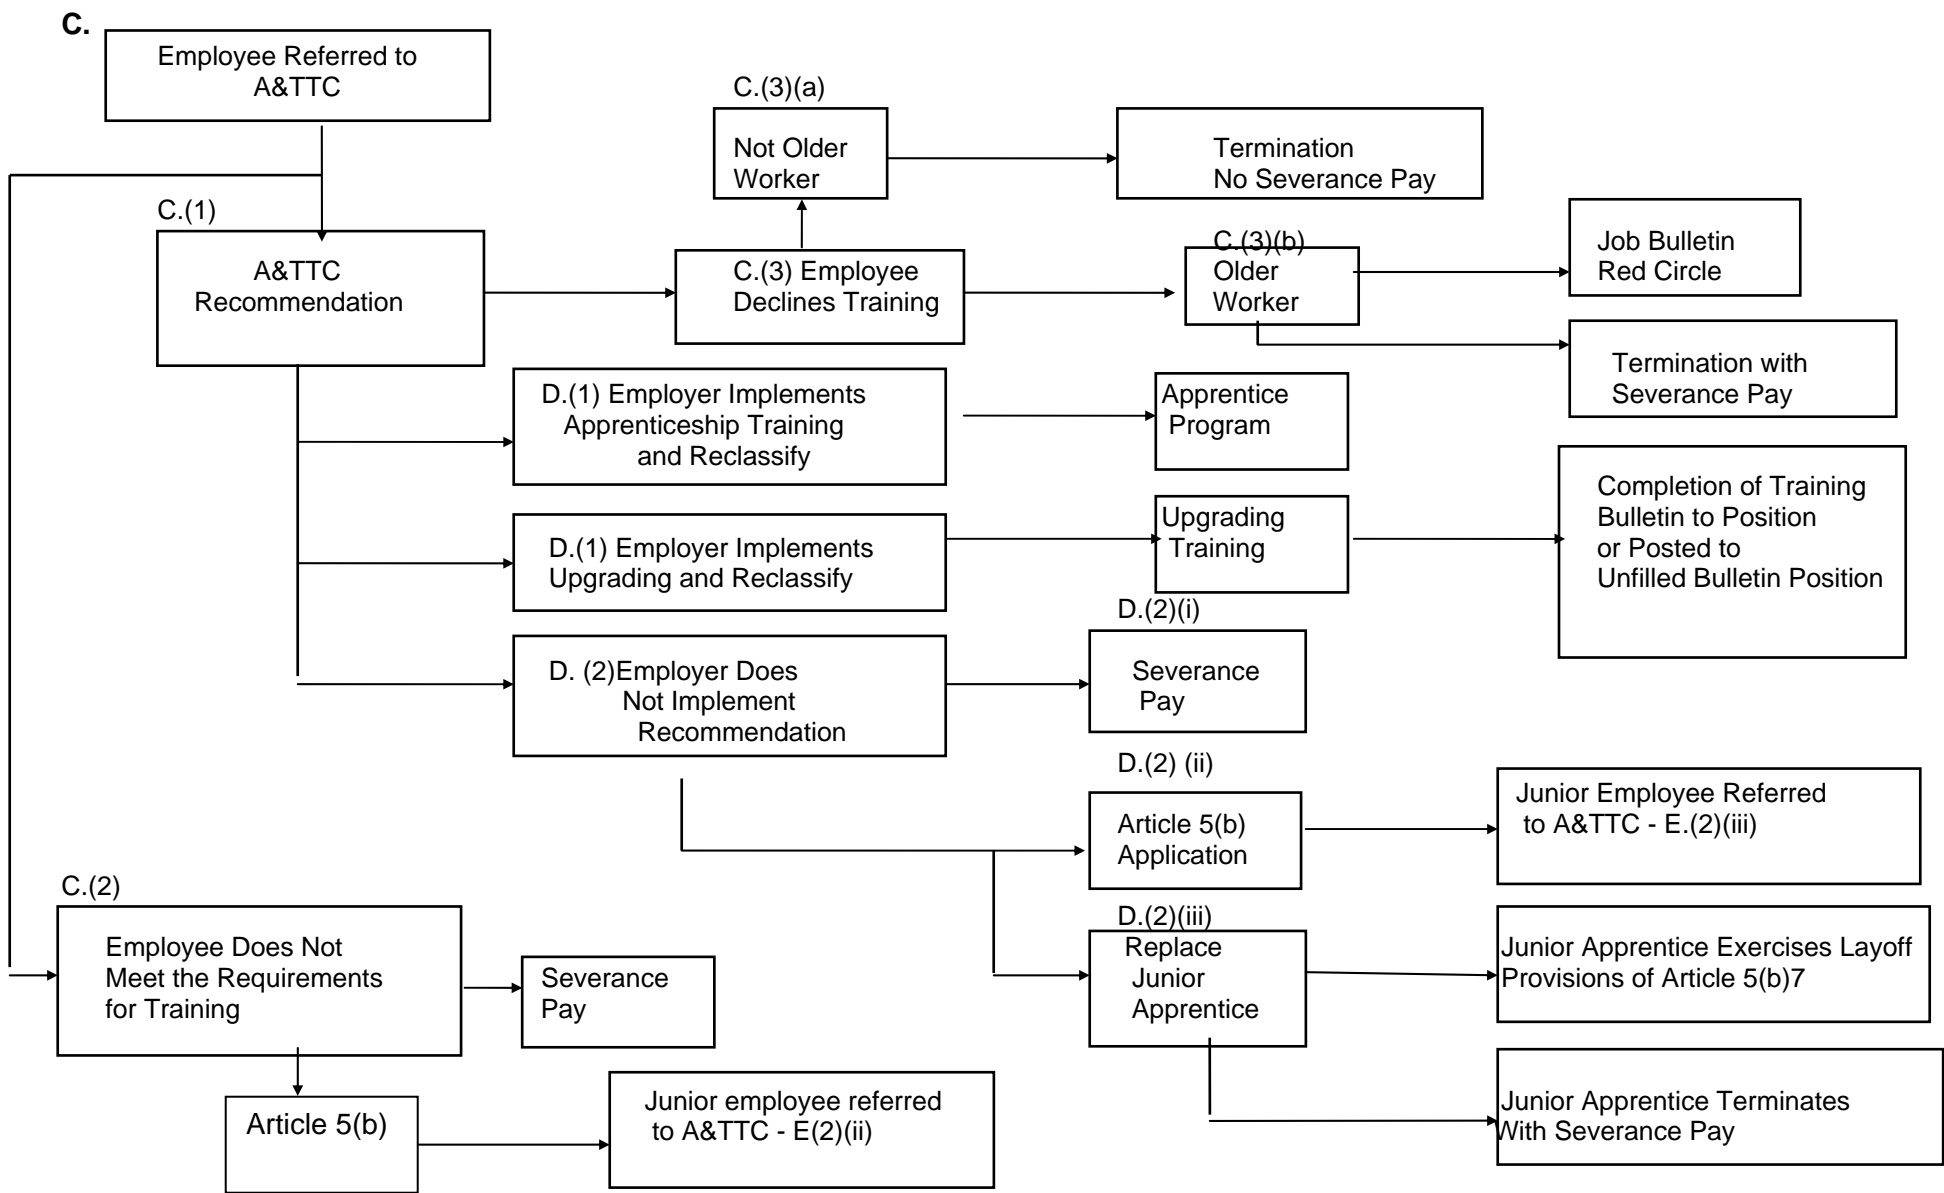 C.
Employee Referred to
A&TTC
C.(3)(a)
Not Older
Worker
Termination
No Severance Pay
C.(1)
A&TTC
Recommendation
C.(3) Employee
Declines Training
C.(3)(b)
Older
Worker
Job Bulletin
Red Circle
Termination with
Severance Pay
D.(1) Employer Implements
Apprenticeship Training
and Reclassify
Apprentice
Program
D.(1) Employer Implements
Upgrading and Reclassify
Upgrading
Training
Completion of Training
Bulletin to Position
or Posted to
Unfilled Bulletin Position
D. (2)Employer Does
Not Implement
Recommendation
D.(2)(i)
Severance
Pay
D.(2) (ii)
Article 5(b)
Application
Junior Employee Referred
to A&TTC - E.(2)(iii)
D.(2)(iii)
Replace
Junior
Apprentice
Junior Apprentice Exercises Layoff
Provisions of Article 5(b)7
Junior Apprentice Terminates
With Severance Pay
C.(2)
Employee Does Not
Meet the Requirements
for Training
Severance
Pay
Article 5(b)
Junior employee referred
to A&TTC - E(2)(ii)